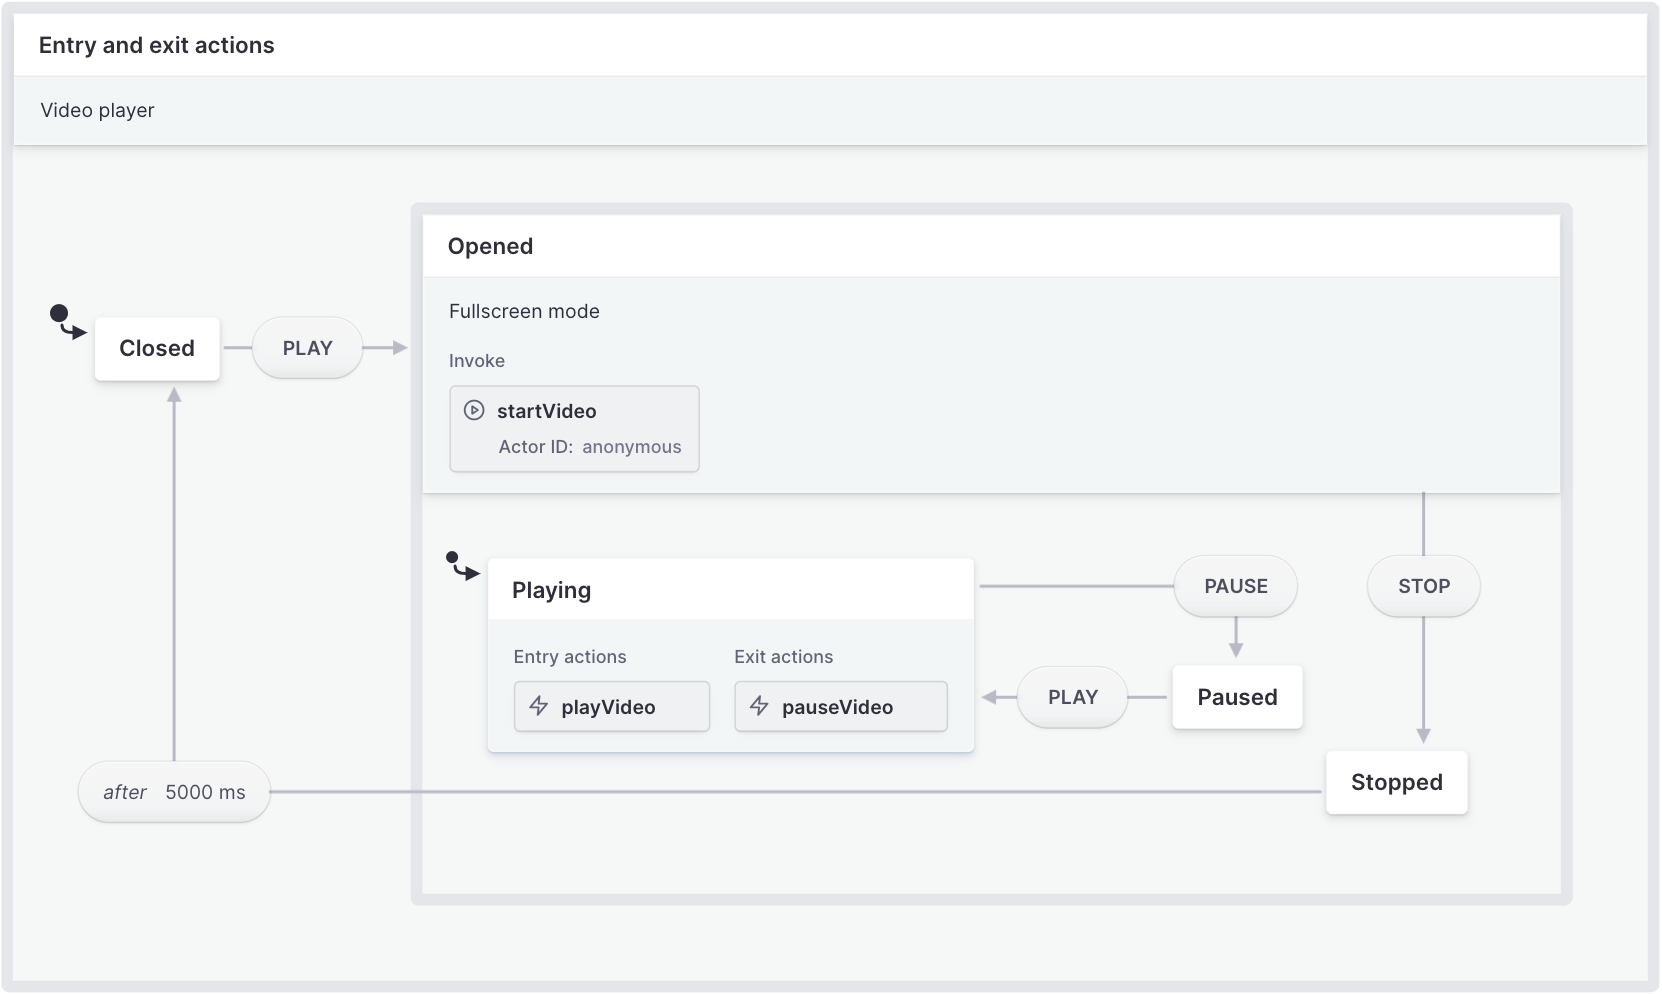 Entry and exit actions
Video player
Opened
Fullscreen mode
Invoke
startVideo
Actor ID: anonymous
Closed
PLAY
Playing
Entry actions
playVideo
Exit actions
pauseVideo
PAUSE
STOP
PLAY
Paused
Stopped
after 5000 ms